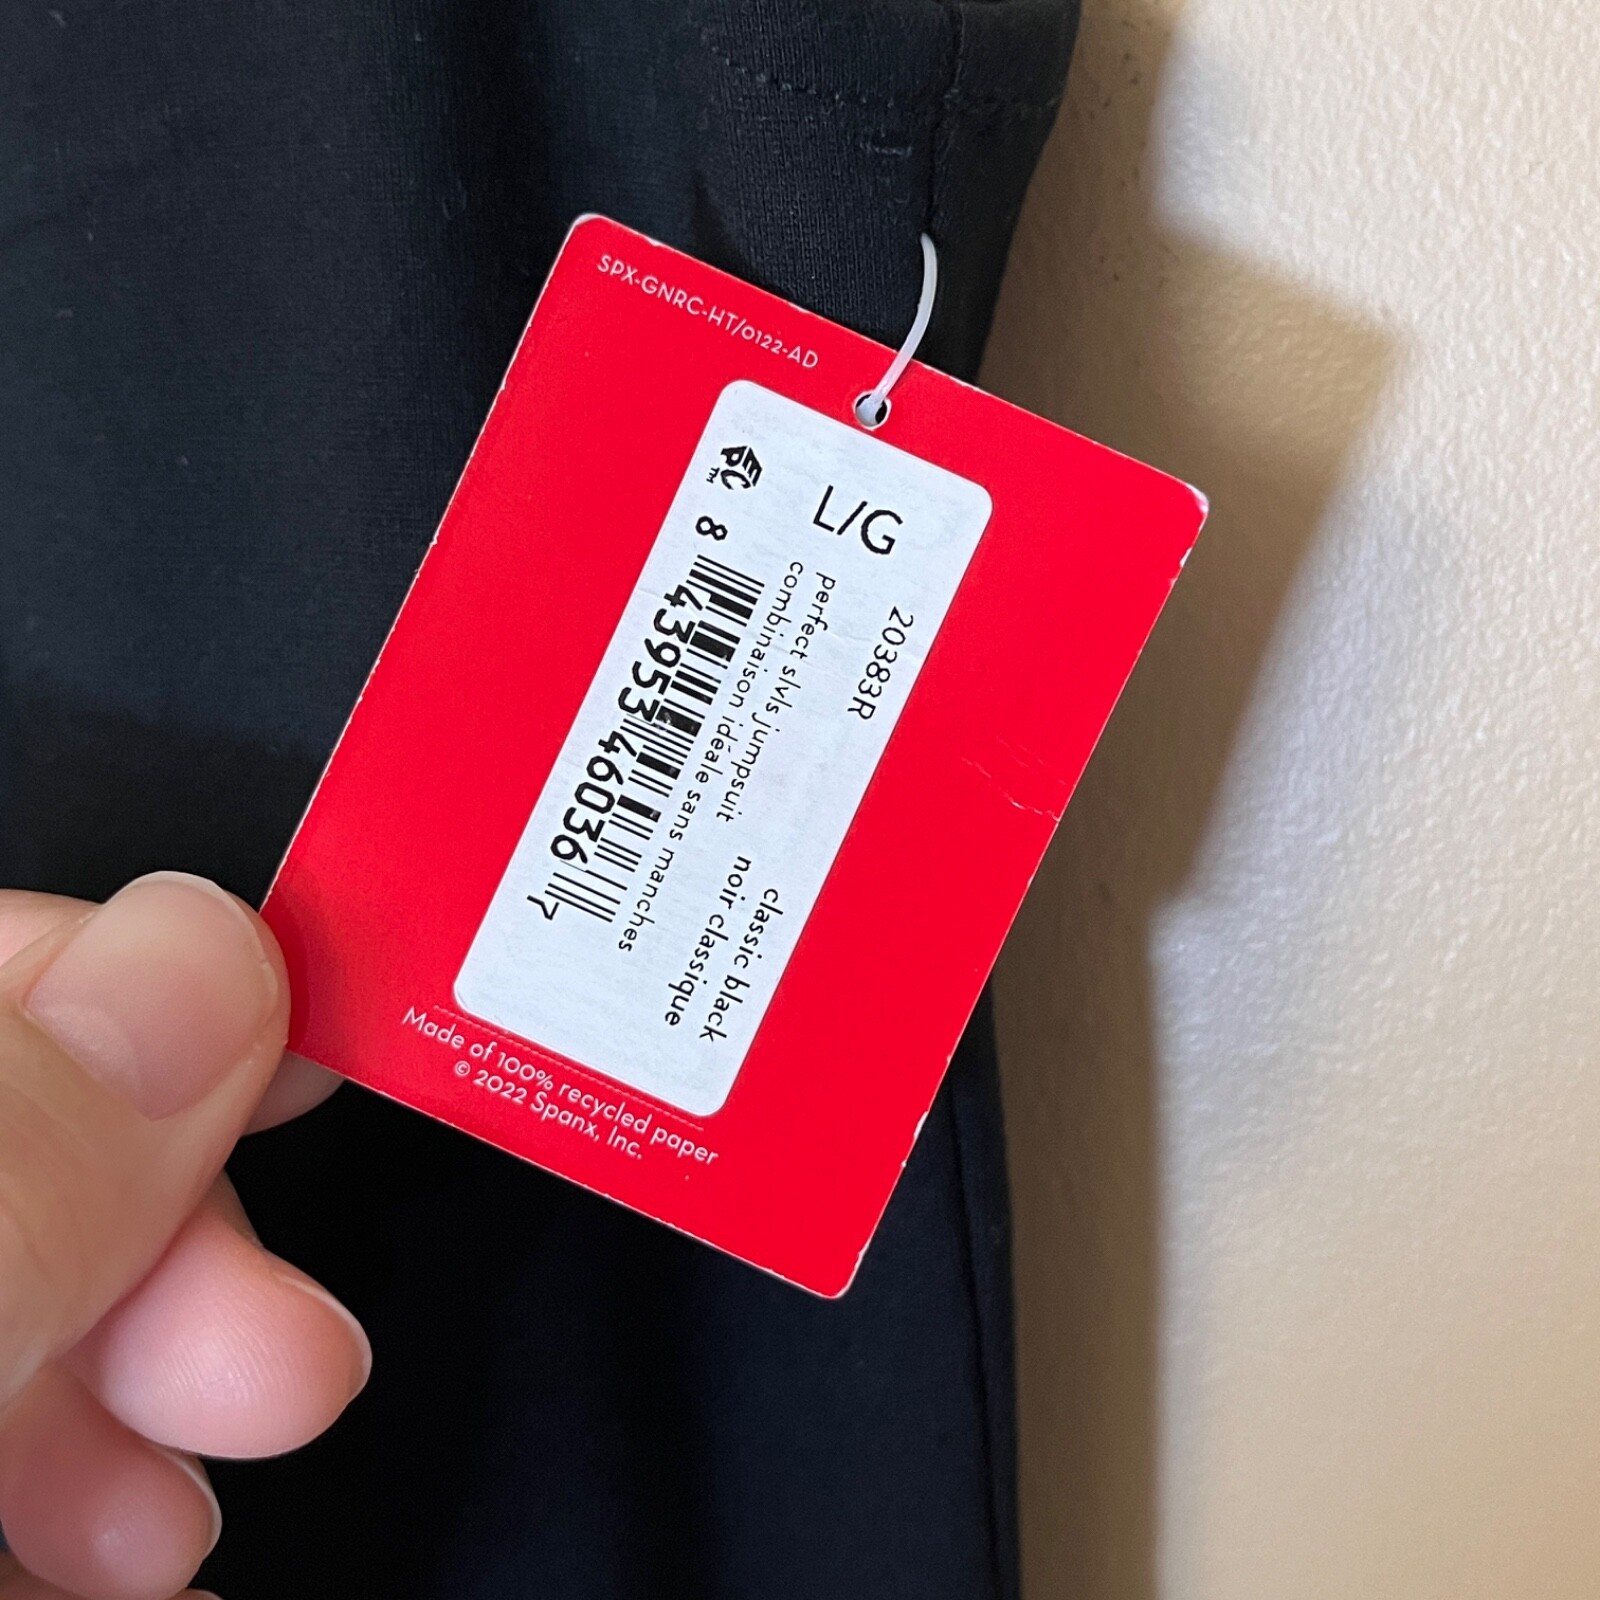 SPX-GNRC-HT/0122-AD
L/G
20383R
perfect slvls jumpsuit
combinaison idéale sans manches
classic black
noir classique
EPC™
8 43953 46036 7
Made of 100% recycled paper
© 2022 Spanx, Inc.